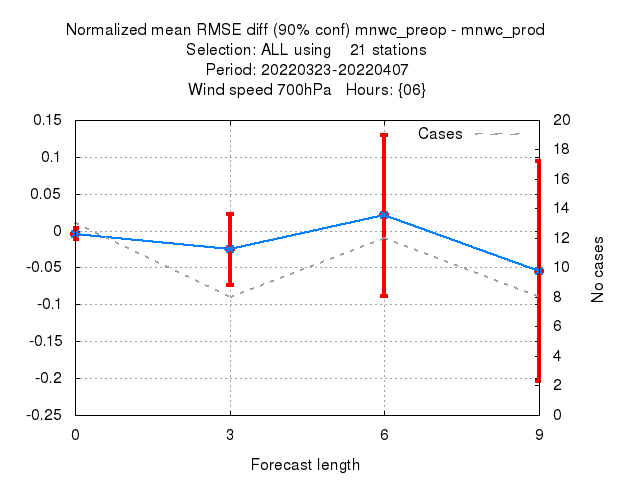 Normalized mean RMSE diff (90% conf) mnwc_preop - mnwc_prod
Selection: ALL using 21 stations
Period: 20220323-20220407
Wind speed 700hPa Hours: {06}
Cases
0.15
0.1
0.05
0
-0.05
-0.1
-0.15
-0.2
-0.25
20
18
16
14
12
10
8
6
4
2
0
No cases
0 3 6 9
Forecast length